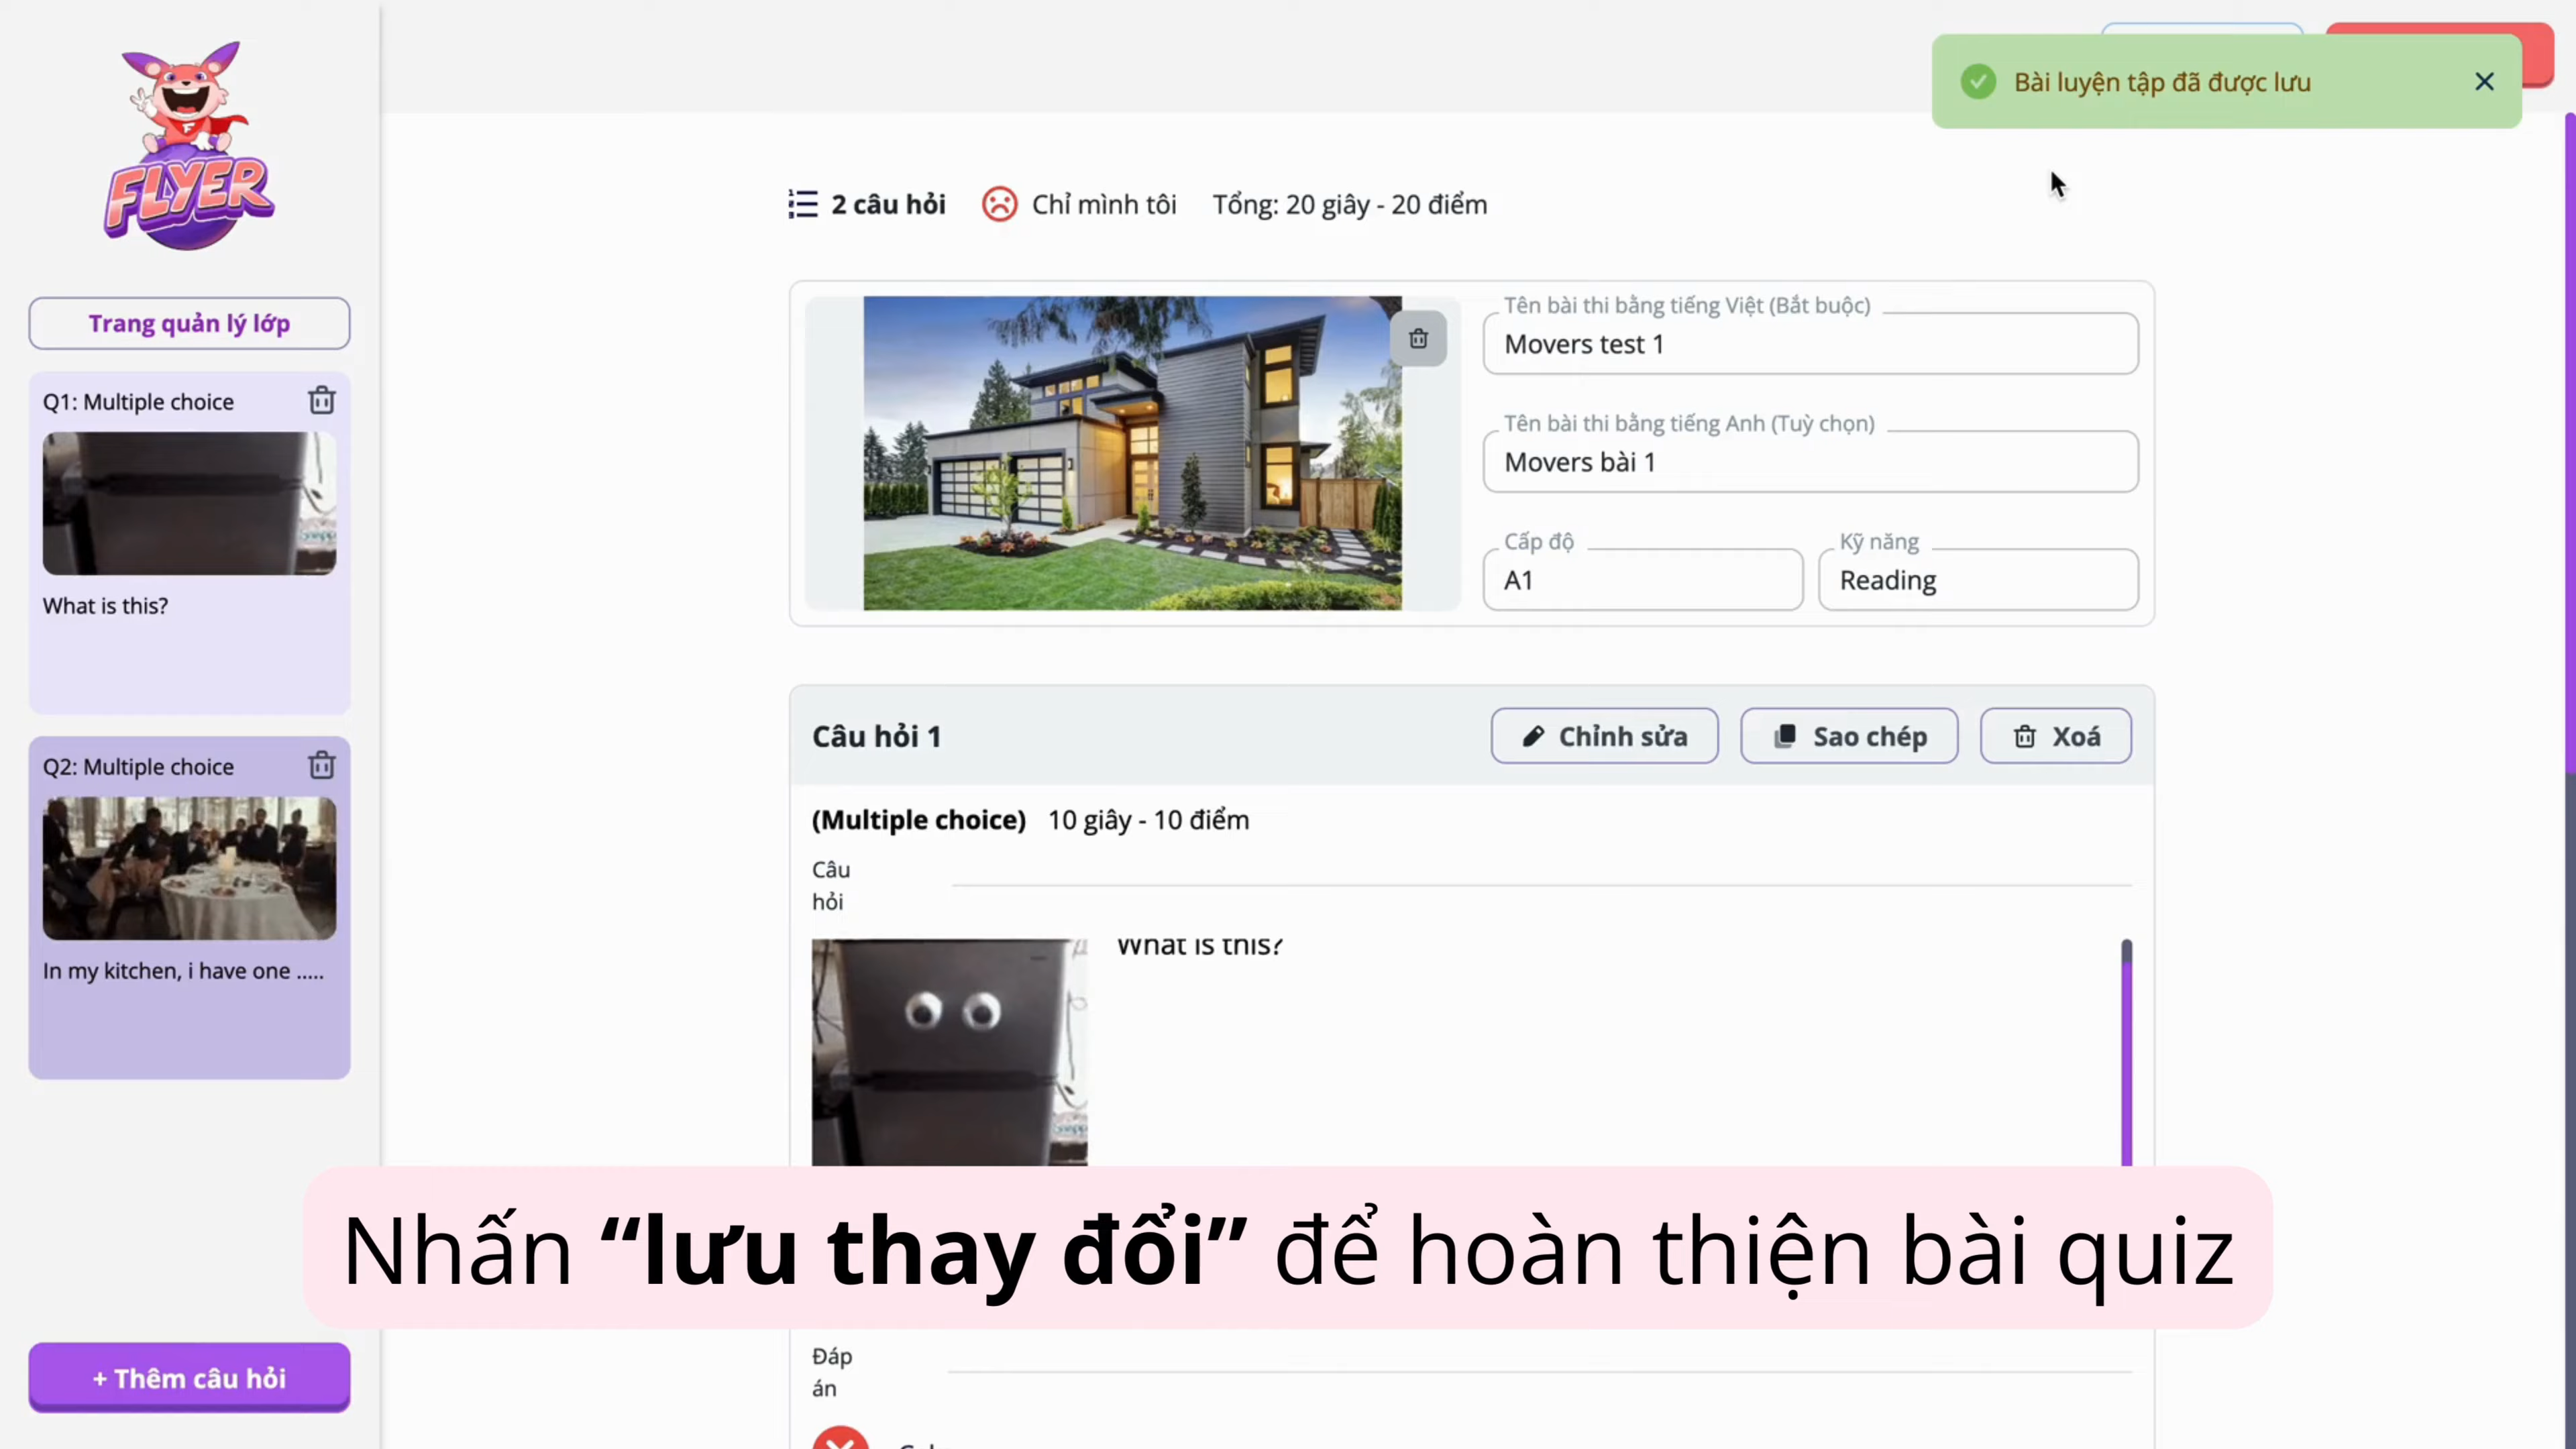 FLYER
Trang quản lý lớp
Q1: Multiple choice
What is this?
Q2: Multiple choice
In my kitchen, i have one .....
+ Thêm câu hỏi
Bài luyện tập đã được lưu
2 câu hỏi Chỉ mình tôi Tổng: 20 giây - 20 điểm
Tên bài thi bằng tiếng Việt (Bắt buộc)
Movers test 1
Tên bài thi bằng tiếng Anh (Tuỳ chọn)
Movers bài 1
Cấp độ
A1
Kỹ năng
Reading
Câu hỏi 1
Chỉnh sửa
Sao chép
Xoá
(Multiple choice) 10 giây - 10 điểm
Câu
hỏi
What is this?
Nhấn “lưu thay đổi” để hoàn thiện bài quiz
Đáp
án